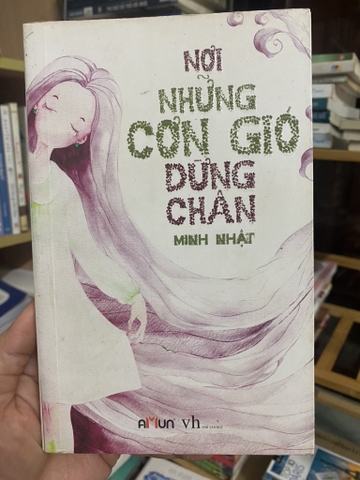 NƠI
NHỮNG
CƠN GIÓ
DỪNG
CHÂN
MINH NHẬT
AMUN vh